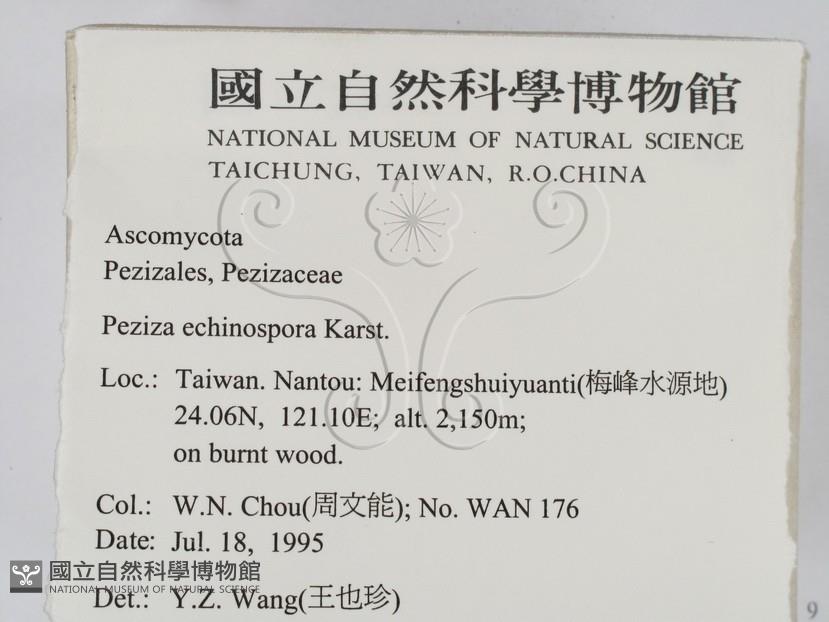 國立自然科學博物館
NATIONAL MUSEUM OF NATURAL SCIENCE
TAICHUNG, TAIWAN, R.O.CHINA
Ascomycota
Pezizales, Pezizaceae
Peziza echinospora Karst.
Loc.: Taiwan. Nantou: Meifengshuiyuanti(梅峰水源地)
24.06N, 121.10E; alt. 2,150m;
on burnt wood.
Col.: W.N. Chou(周文能); No. WAN 176
Date: Jul. 18, 1995
Det.: Y.Z. Wang(王也珍)
國立自然科學博物館
NATIONAL MUSEUM OF NATURAL SCIENCE
9